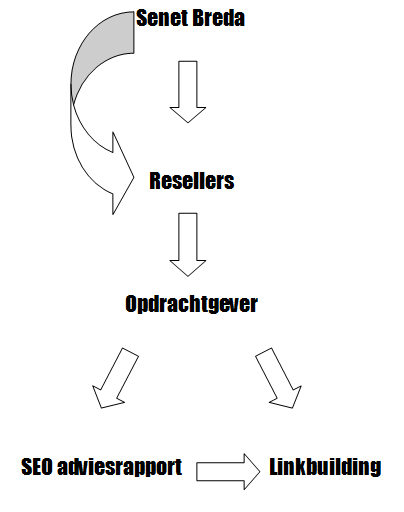 Senet Breda
Resellers
Opdrachtgever
SEO adviesrapport
Linkbuilding